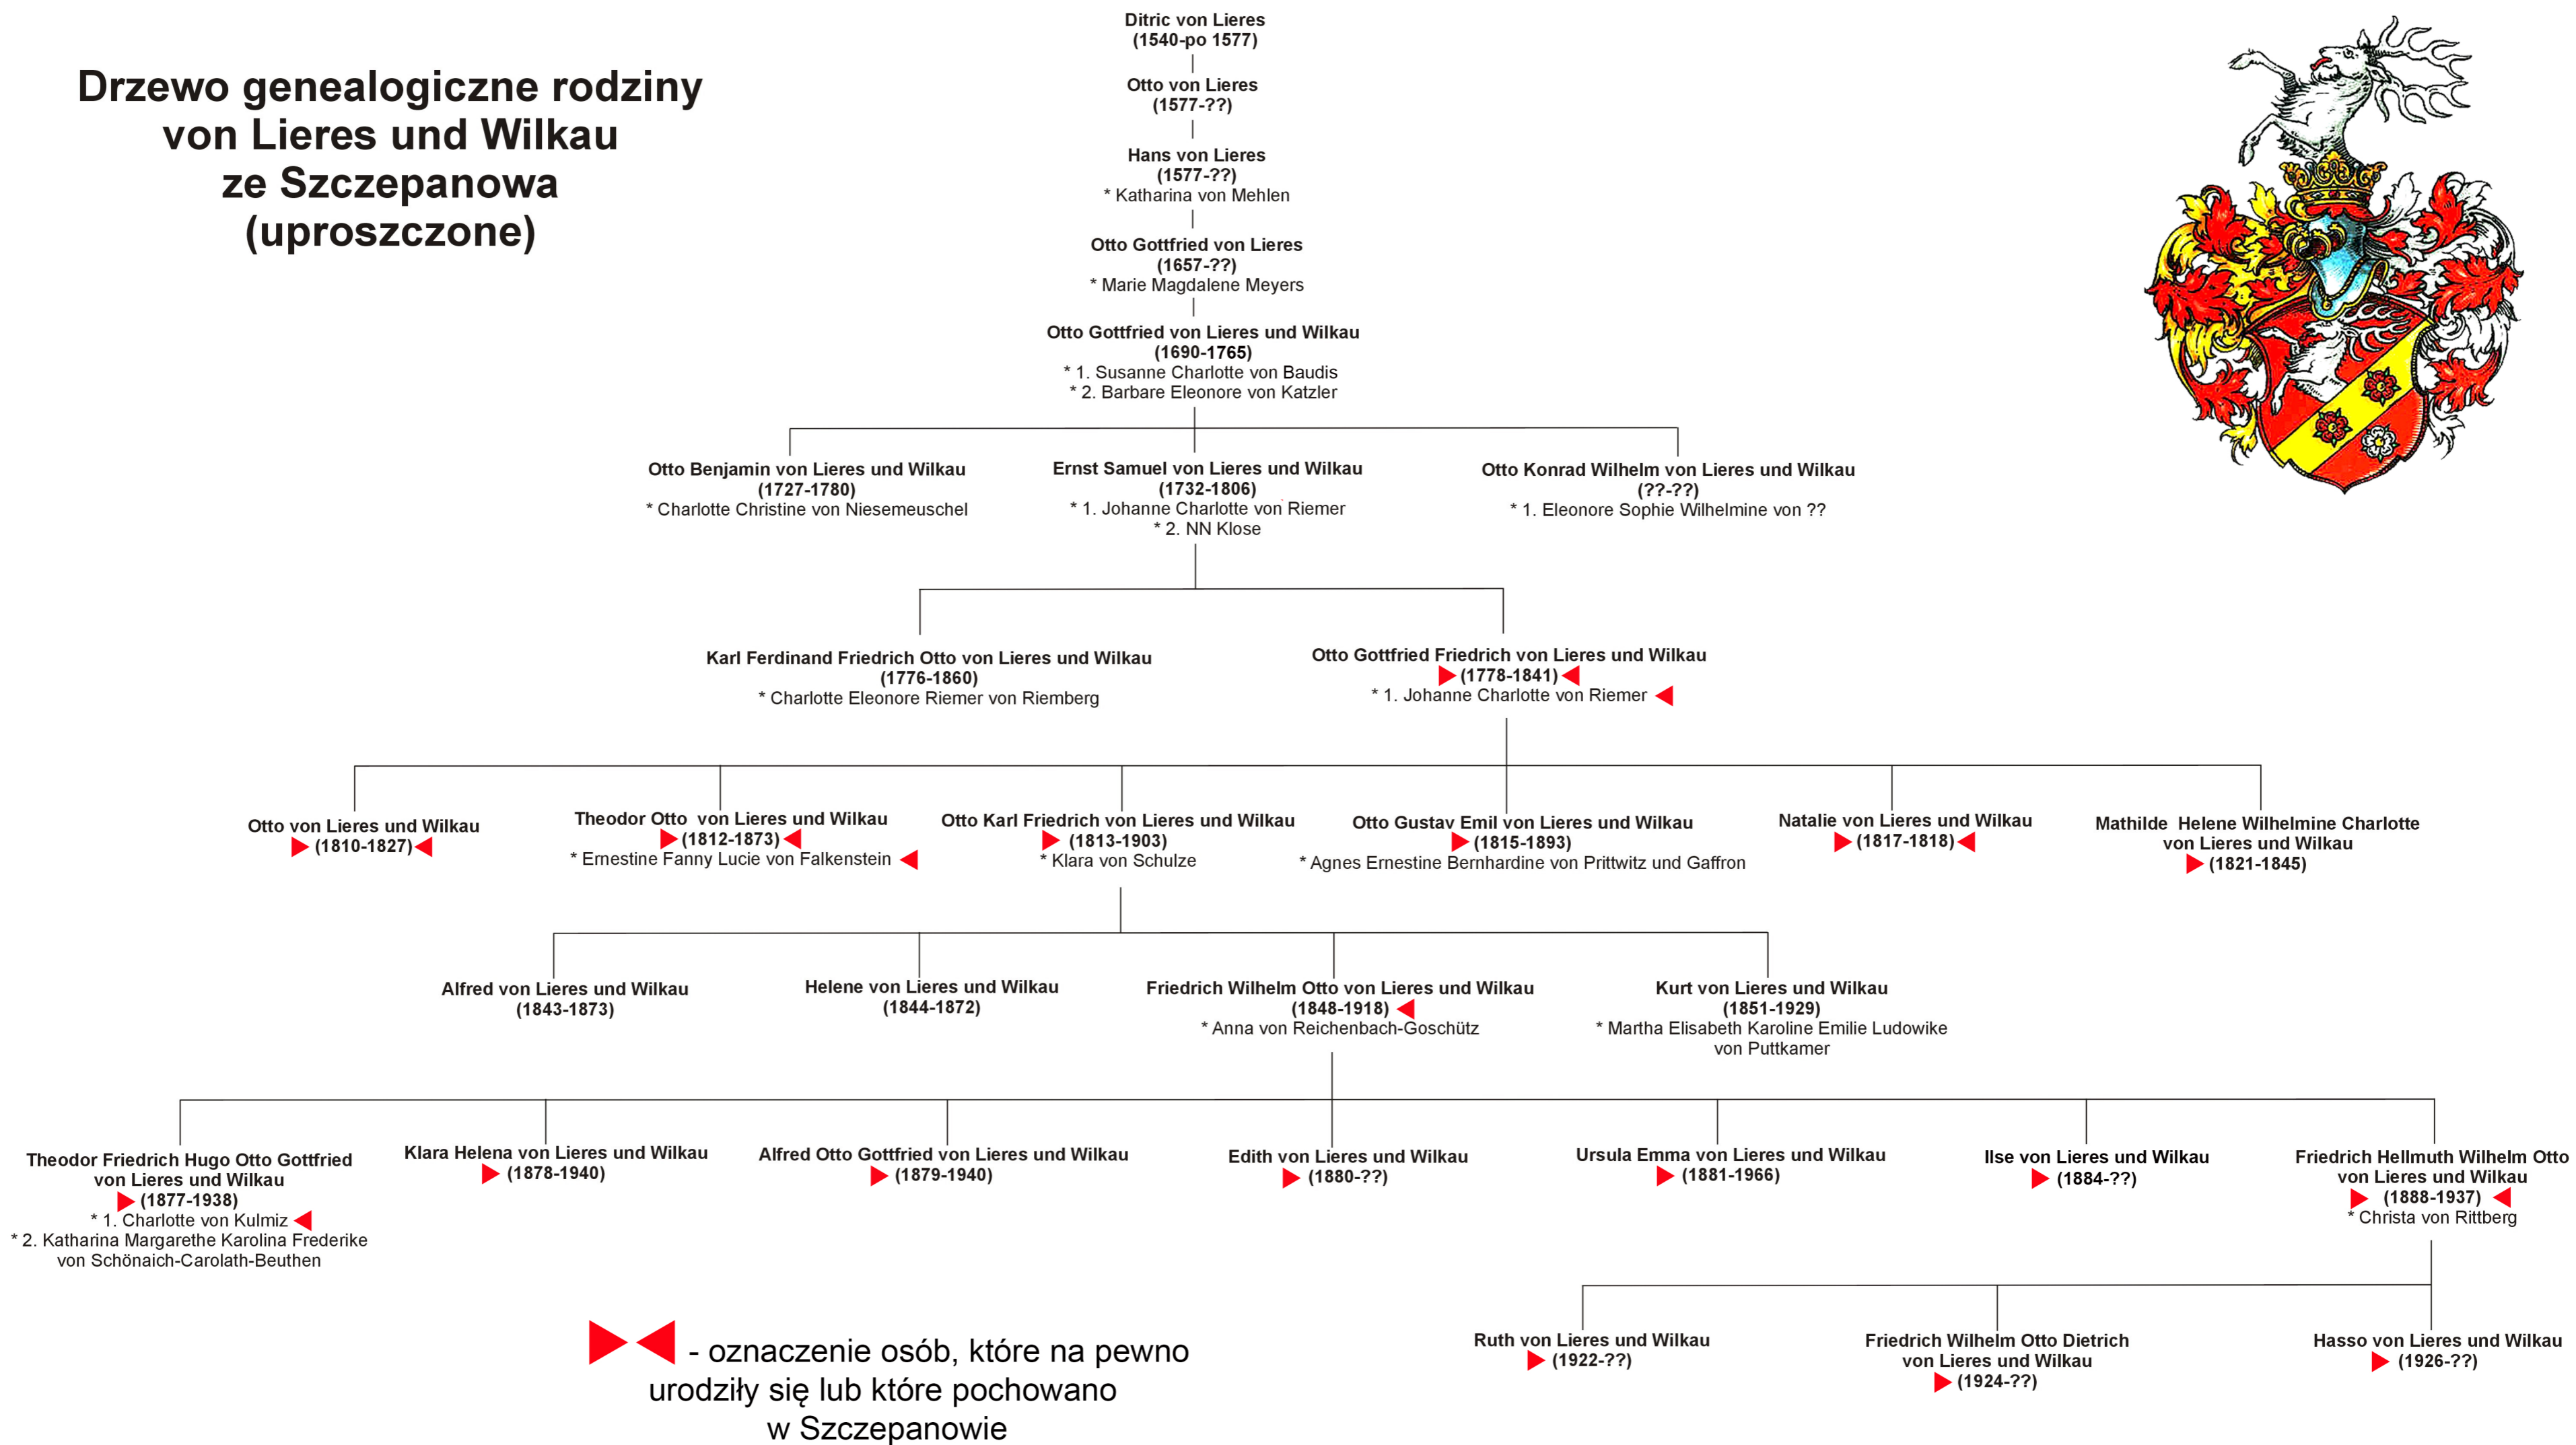 Drzewo genealogiczne rodziny
von Lieres und Wilkau
ze Szczepanowa
(uproszczone)
Ditric von Lieres
(1540-po 1577)
Otto von Lieres
(1577-??)
Hans von Lieres
(1577-??)
* Katharina von Mehlen
Otto Gottfried von Lieres
(1657-??)
* Marie Magdalene Meyers
Otto Gottfried von Lieres und Wilkau
(1690-1765)
* 1. Susanne Charlotte von Baudis
* 2. Barbare Eleonore von Katzler
Otto Benjamin von Lieres und Wilkau
(1727-1780)
* Charlotte Christine von Niesemeuschel
Ernst Samuel von Lieres und Wilkau
(1732-1806)
* 1. Johanne Charlotte von Riemer
* 2. NN Klose
Otto Konrad Wilhelm von Lieres und Wilkau
(??-??)
* 1. Eleonore Sophie Wilhelmine von ??
Karl Ferdinand Friedrich Otto von Lieres und Wilkau
(1776-1860)
* Charlotte Eleonore Riemer von Riemberg
Otto Gottfried Friedrich von Lieres und Wilkau
(1778-1841)
* 1. Johanne Charlotte von Riemer
Otto von Lieres und Wilkau
(1810-1827)
Theodor Otto von Lieres und Wilkau
(1812-1873)
* Ernestine Fanny Lucie von Falkenstein
Otto Karl Friedrich von Lieres und Wilkau
(1813-1903)
* Klara von Schulze
Otto Gustav Emil von Lieres und Wilkau
(1815-1893)
* Agnes Ernestine Bernhardine von Prittwitz und Gaffron
Natalie von Lieres und Wilkau
(1817-1818)
Mathilde Helene Wilhelmine Charlotte
von Lieres und Wilkau
(1821-1845)
Alfred von Lieres und Wilkau
(1843-1873)
Helene von Lieres und Wilkau
(1844-1872)
Friedrich Wilhelm Otto von Lieres und Wilkau
(1848-1918)
* Anna von Reichenbach-Goschütz
Kurt von Lieres und Wilkau
(1851-1929)
* Martha Elisabeth Karoline Emilie Ludowike
von Puttkamer
Theodor Friedrich Hugo Otto Gottfried
von Lieres und Wilkau
(1877-1938)
* 1. Charlotte von Kulmiz
* 2. Katharina Margarethe Karolina Frederike
von Schönaich-Carolath-Beuthen
Klara Helena von Lieres und Wilkau
(1878-1940)
Alfred Otto Gottfried von Lieres und Wilkau
(1879-1940)
Edith von Lieres und Wilkau
(1880-??)
Ursula Emma von Lieres und Wilkau
(1881-1966)
Ilse von Lieres und Wilkau
(1884-??)
Friedrich Hellmuth Wilhelm Otto
von Lieres und Wilkau
(1888-1937)
* Christa von Rittberg
Ruth von Lieres und Wilkau
(1922-??)
Friedrich Wilhelm Otto Dietrich
von Lieres und Wilkau
(1924-??)
Hasso von Lieres und Wilkau
(1926-??)
- oznaczenie osób, które na pewno
urodziły się lub które pochowano
w Szczepanowie